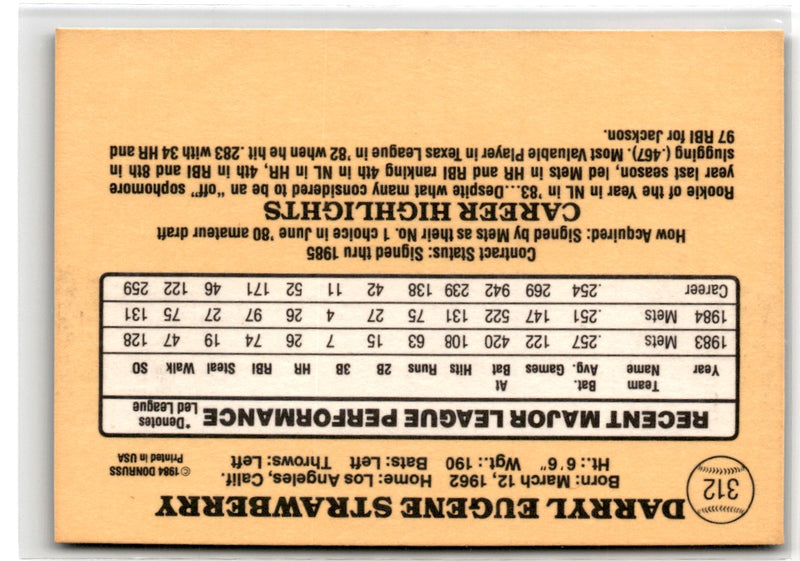 312
DARRYL EUGENE STRAWBERRY
Born: March 12, 1962 Home: Los Angeles, Calif.
Ht.: 6'6" Wgt.: 190 Bats: Left Throws: Left
© 1984 DONRUSS
Printed in USA
RECENT MAJOR LEAGUE PERFORMANCE *Denotes Led League
Year Team Name Bat. Avg. Games At Bat Hits Runs 2B 3B HR RBI Steal Walk SO
1983 Mets .257 122 420 108 63 15 7 26 74 19 47 128
1984 Mets .251 147 522 131 75 27 4 26 97 27 75 131
Career .254 269 942 239 138 42 11 52 171 46 122 259
Contract Status: Signed thru 1985
How Acquired: Signed by Mets as their No. 1 choice in June '80 amateur draft
CAREER HIGHLIGHTS
Rookie of the Year in NL in '83...Despite what many considered to be an "off" sophomore
year last season, led Mets in HR and RBI ranking 4th in NL in HR, 4th in RBI and 8th in
slugging (.467). Most Valuable Player in Texas League in '82 when he hit .283 with 34 HR and
97 RBI for Jackson.